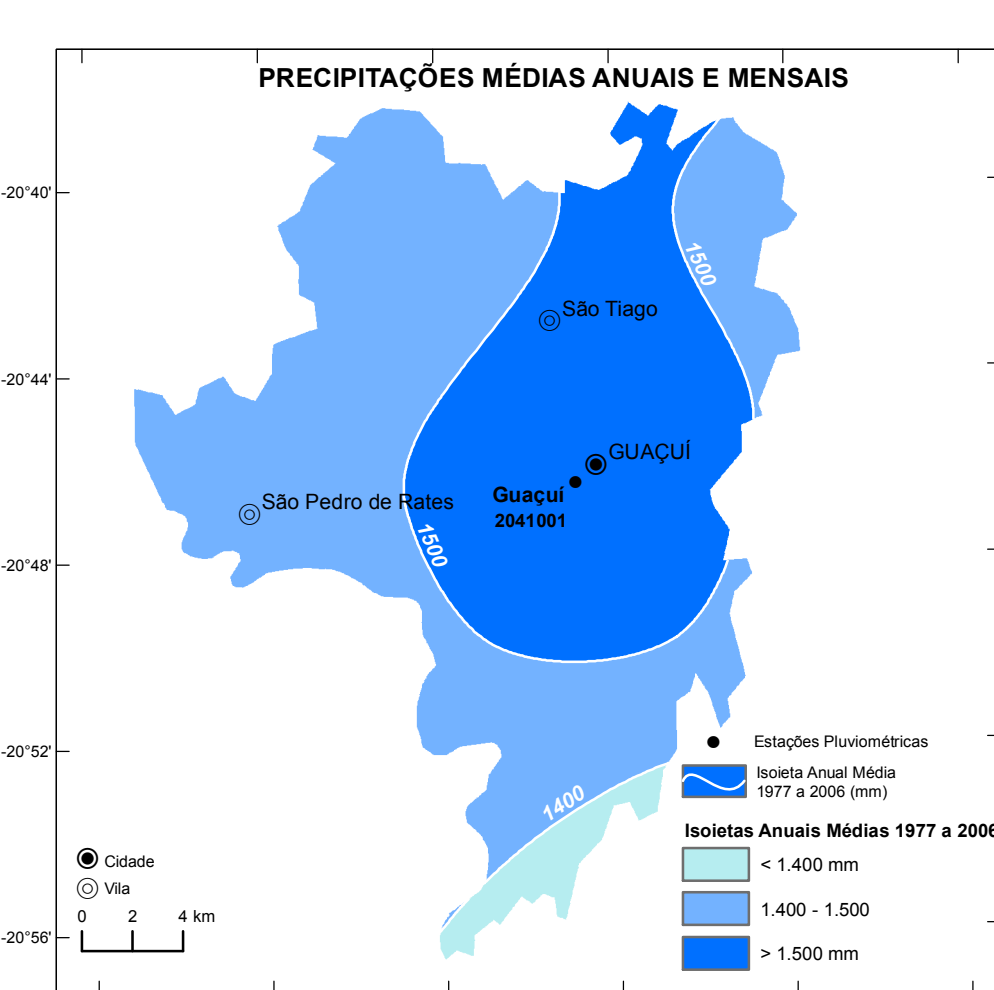 PRECIPITAÇÕES MÉDIAS ANUAIS E MENSAIS
-20°40'
1500
São Tiago
-20°44'
GUAÇUÍ
Guaçuí
2041001
São Pedro de Rates
1500
-20°48'
-20°52'
1400
Estações Pluviométricas
Isoieta Anual Média
1977 a 2006 (mm)
Isoietas Anuais Médias 1977 a 2006
< 1.400 mm
1.400 - 1.500
> 1.500 mm
Cidade
Vila
0 2 4 km
-20°56'